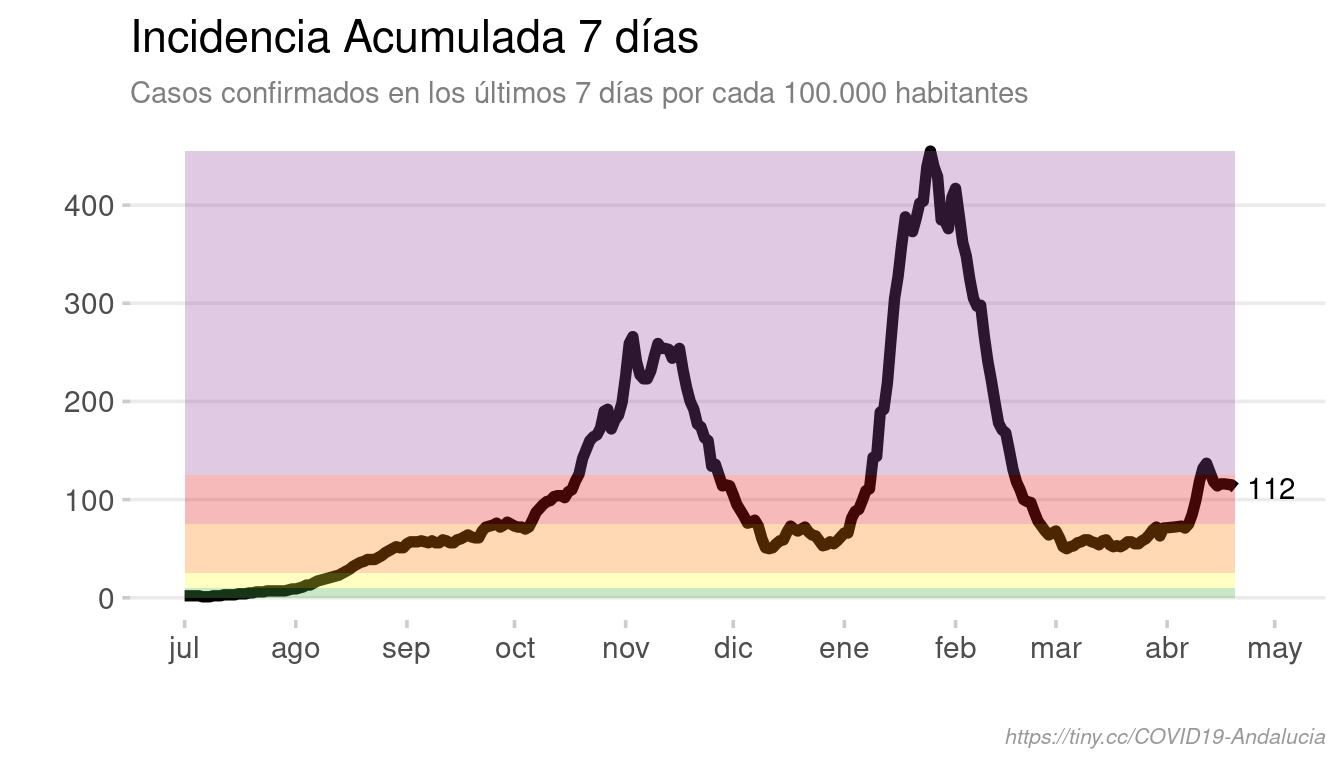 Incidencia Acumulada 7 días
Casos confirmados en los últimos 7 días por cada 100.000 habitantes
400
300
200
100
0
112
jul ago sep oct nov dic ene feb mar abr may
https://tiny.cc/COVID19-Andalucia